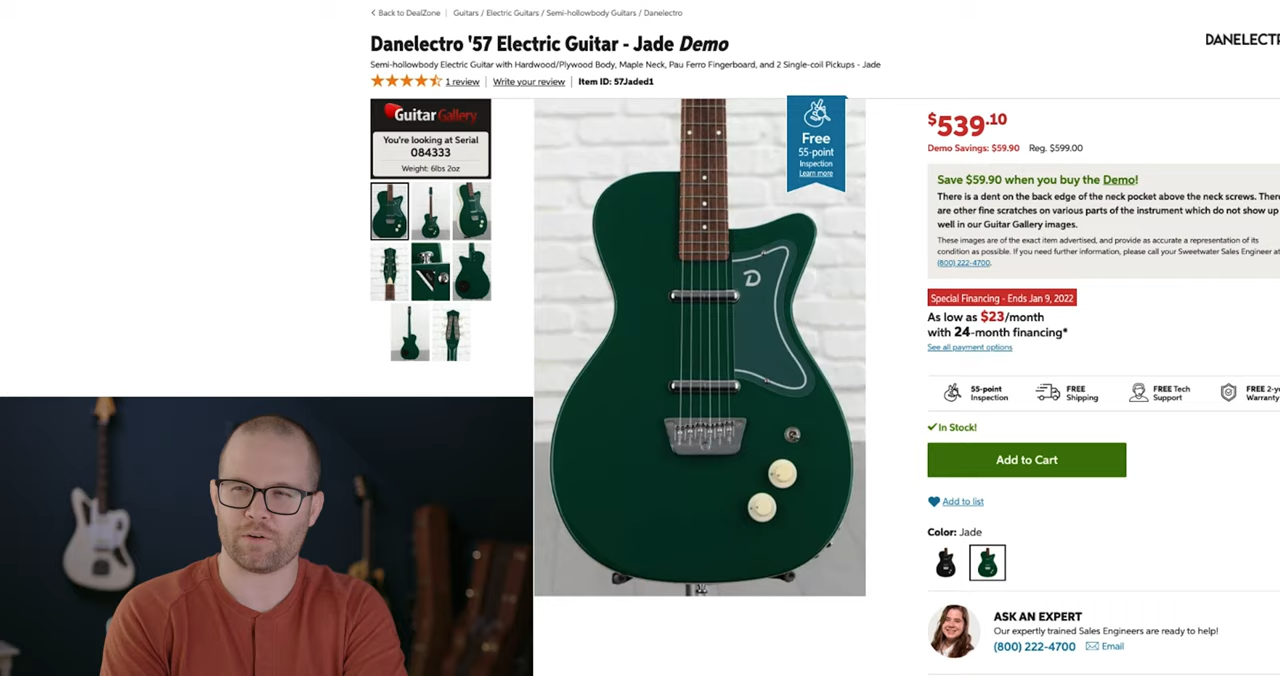 Back to DealZone | Guitars / Electric Guitars / Semi-hollowbody Guitars / Danelectro
Danelectro '57 Electric Guitar - Jade Demo
Semi-hollowbody Electric Guitar with Hardwood/Plywood Body, Maple Neck, Pau Ferro Fingerboard, and 2 Single-coil Pickups - Jade
1 review | Write your review | Item ID: 57Jaded1
DANELECTR
Guitar Gallery
You're looking at Serial
084333
Weight: 6lbs 2oz
Free
55-point
Inspection
Learn more
D
$539.10
Demo Savings: $59.90 Reg. $599.00
Save $59.90 when you buy the Demo!
There is a dent on the back edge of the neck pocket above the neck screws. Ther
are other fine scratches on various parts of the instrument which do not show up
well in our Guitar Gallery images.
These images are of the exact item advertised, and provide as accurate a representation of its
condition as possible. If you need further information, please call your Sweetwater Sales Engineer at
(800) 222-4700.
Special Financing - Ends Jan 9, 2022
As low as $23/month
with 24-month financing*
See all payment options
55-point
Inspection
FREE
Shipping
FREE Tech
Support
FREE 2-ye
Warranty
In Stock!
Add to Cart
Add to list
Color: Jade
ASK AN EXPERT
Our expertly trained Sales Engineers are ready to help!
(800) 222-4700 Email